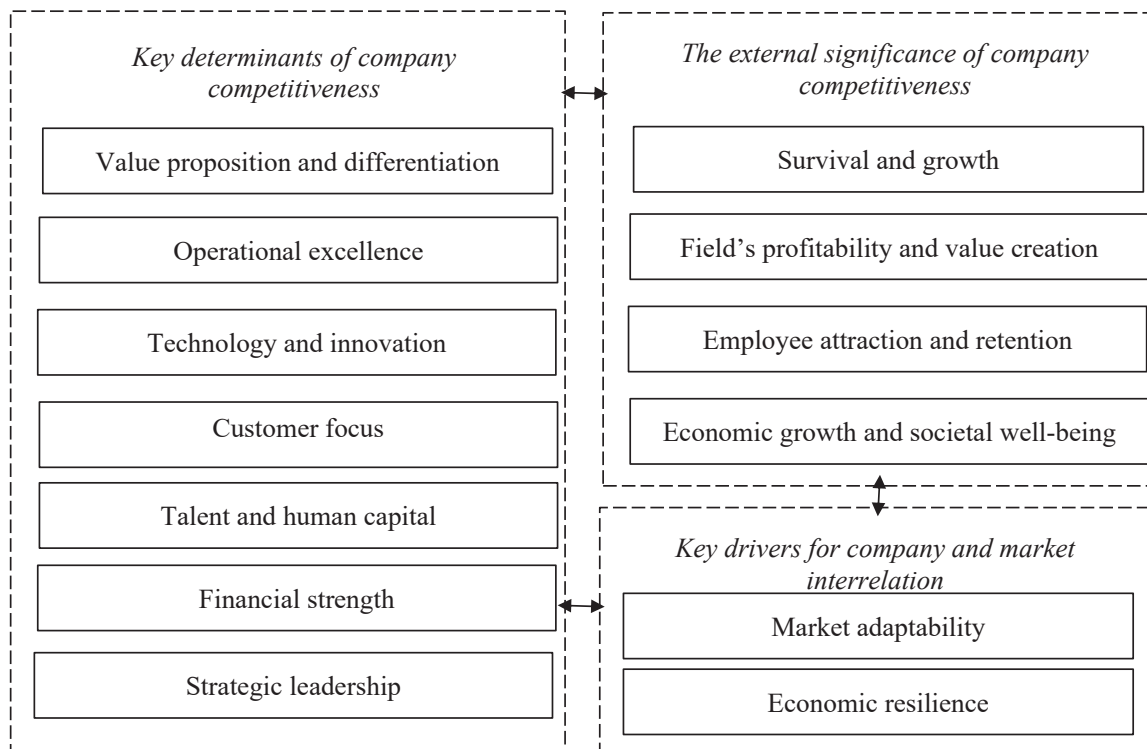 Key determinants of company
competitiveness
Value proposition and differentiation
Operational excellence
Technology and innovation
Customer focus
Talent and human capital
Financial strength
Strategic leadership
The external significance of company
competitiveness
Survival and growth
Field’s profitability and value creation
Employee attraction and retention
Economic growth and societal well-being
Key drivers for company and market
interrelation
Market adaptability
Economic resilience